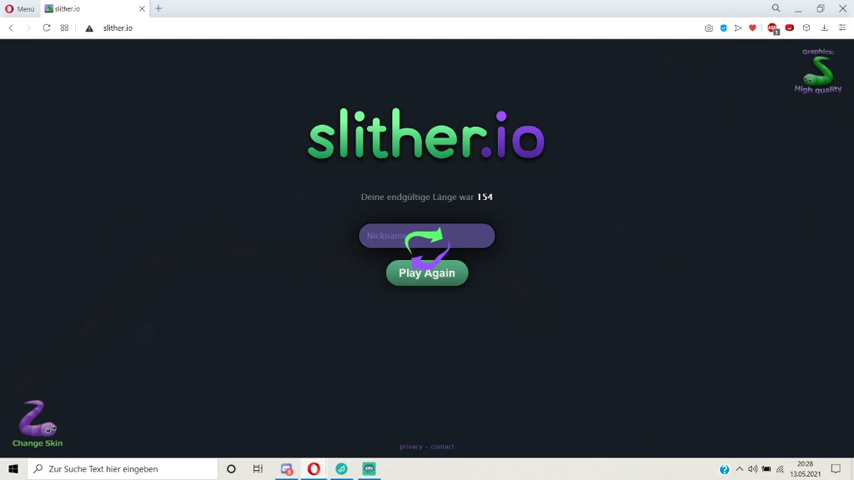 Menü
slither.io
slither.io
Graphics:
High quality
slither.io
Deine endgültige Länge war 154
Nickname
Play Again
Change Skin
privacy - contact
Zur Suche Text hier eingeben
20:28
13.05.2021